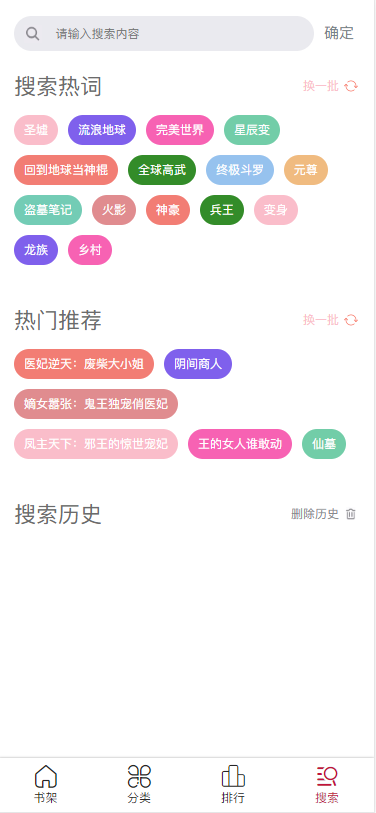 请输入搜索内容 确定
搜索热词 换一批
圣墟 流浪地球 完美世界 星辰变
回到地球当神棍 全球高武 终极斗罗 元尊
盗墓笔记 火影 神豪 兵王 变身
龙族 乡村
热门推荐 换一批
医妃逆天：废柴大小姐 阴间商人
嫡女嚣张：鬼王独宠俏医妃
凤主天下：邪王的惊世宠妃 王的女人谁敢动 仙墓
搜索历史 删除历史
书架 分类 排行 搜索